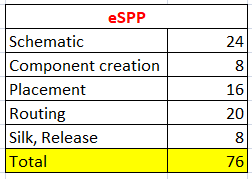 eSPP
Schematic 24
Component creation 8
Placement 16
Routing 20
Silk, Release 8
Total 76